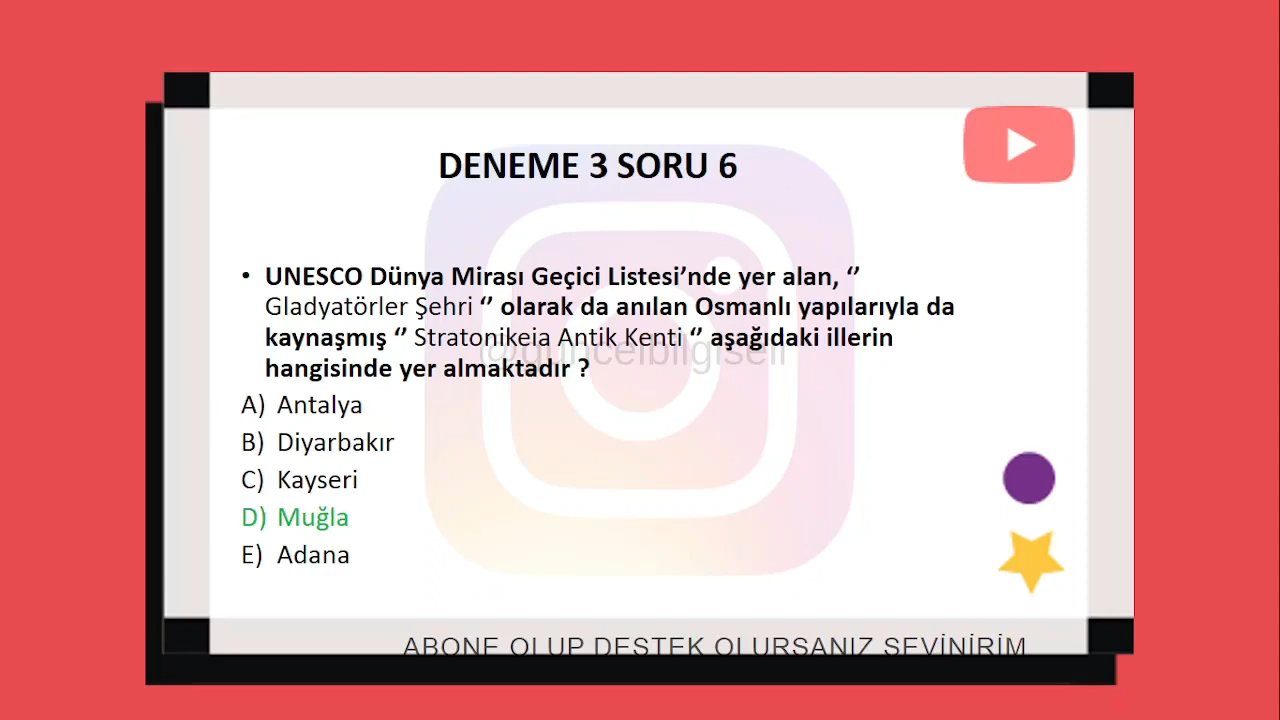 DENEME 3 SORU 6
• UNESCO Dünya Mirası Geçici Listesi’nde yer alan, ‘’
Gladyatörler Şehri ‘’ olarak da anılan Osmanlı yapılarıyla da
kaynaşmış ‘’ Stratonikeia Antik Kenti ‘’ aşağıdaki illerin
@guncelbilgiseli
hangisinde yer almaktadır ?
A) Antalya
B) Diyarbakır
C) Kayseri
D) Muğla
E) Adana
ABONE OLUP DESTEK OLURSANIZ SEVİNİRİM